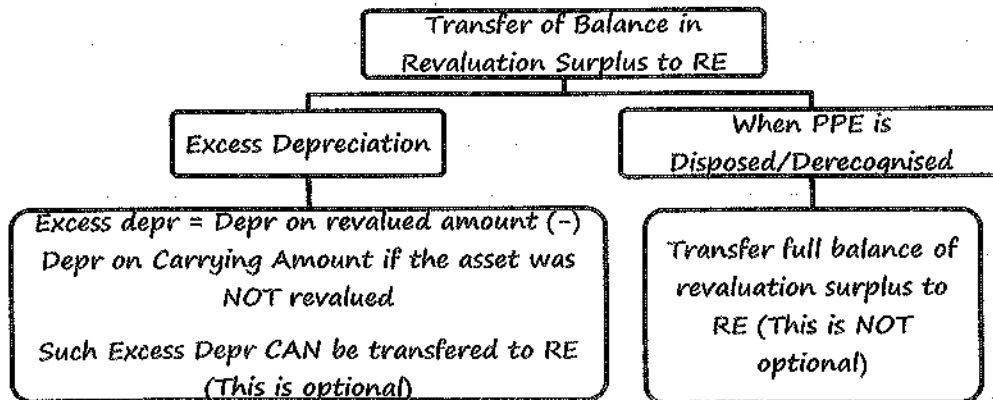 Transfer of Balance in
Revaluation Surplus to RE
Excess Depreciation
When PPE is
Disposed/Derecognised
Excess depr = Depr on revalued amount (-)
Depr on Carrying Amount if the asset was
NOT revalued
Such Excess Depr CAN be transfered to RE
(This is optional)
Transfer full balance of
revaluation surplus to
RE (This is NOT
optional)